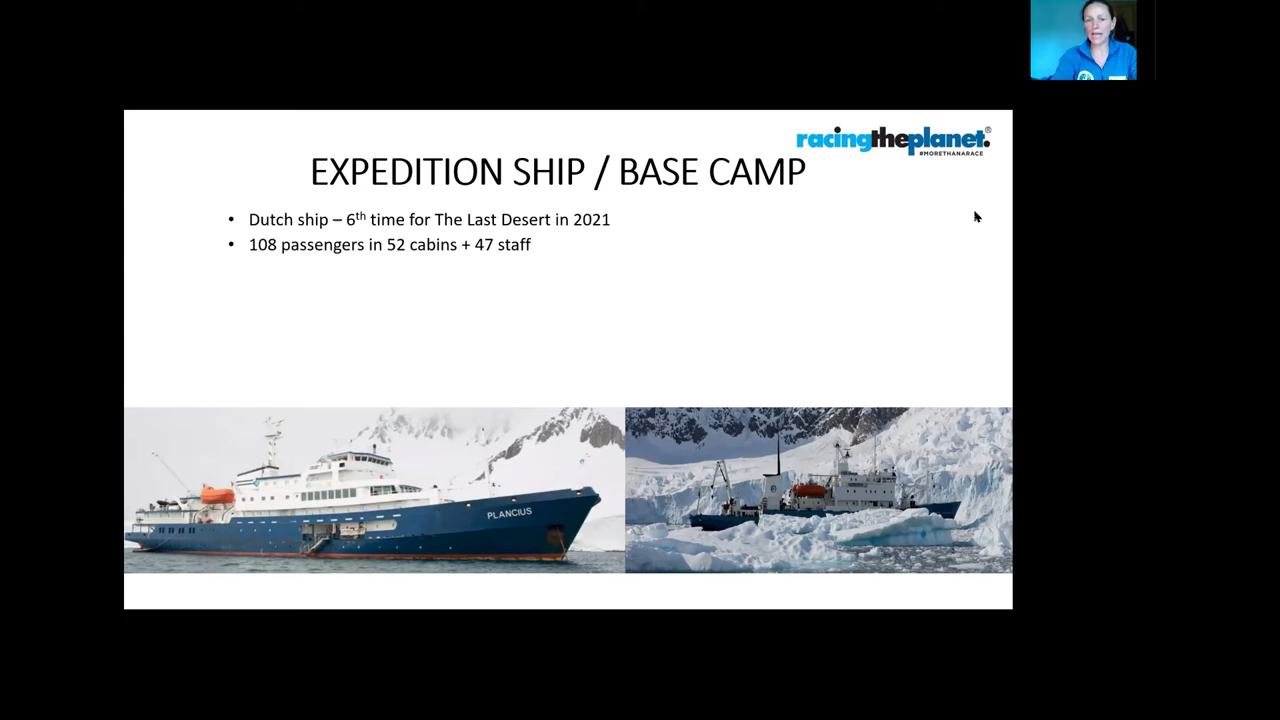 racingtheplanet.®
#MORETHANARACE
EXPEDITION SHIP / BASE CAMP
• Dutch ship – 6th time for The Last Desert in 2021
• 108 passengers in 52 cabins + 47 staff
PLANCIUS